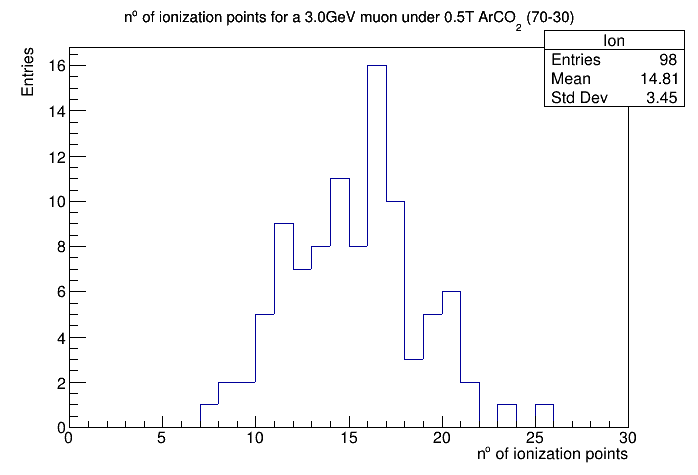 nº of ionization points for a 3.0GeV muon under 0.5T ArCO2 (70-30)
Ion
Entries 98
Mean 14.81
Std Dev 3.45
Entries
16
14
12
10
8
6
4
2
0
0 5 10 15 20 25 30
nº of ionization points